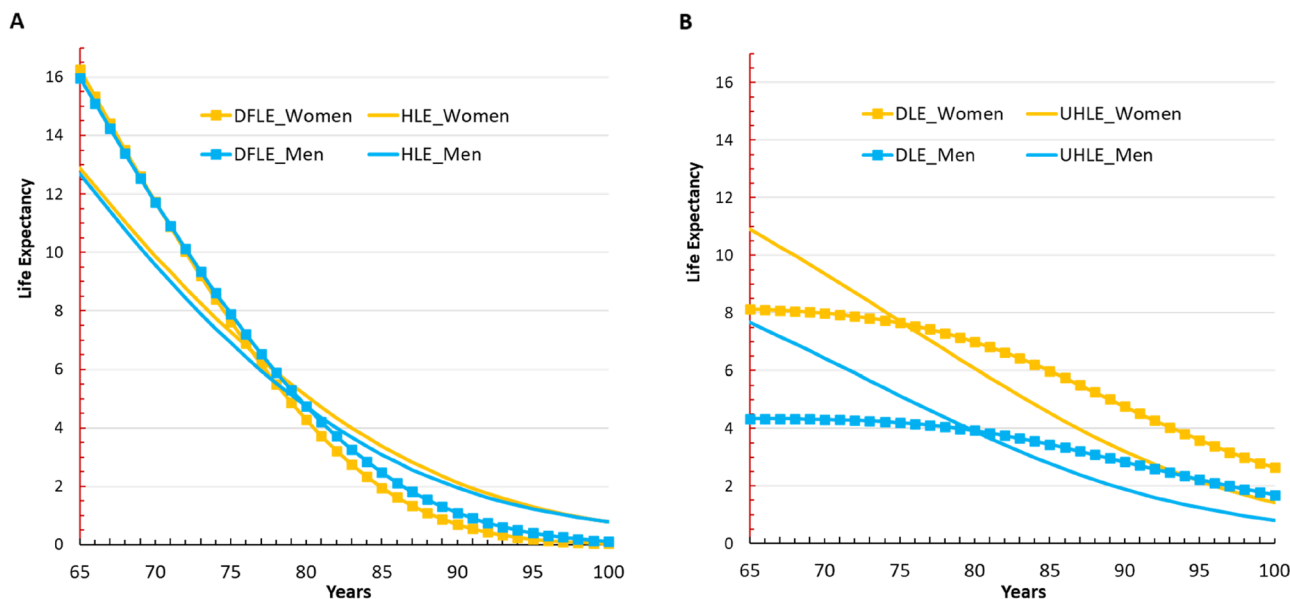 A
Life Expectancy
16
14
12
10
8
6
4
2
0
DFLE_Women HLE_Women
DFLE_Men HLE_Men
65 70 75 80 85 90 95 100
Years
B
Life Expectancy
16
14
12
10
8
6
4
2
0
DLE_Women UHLE_Women
DLE_Men UHLE_Men
65 70 75 80 85 90 95 100
Years